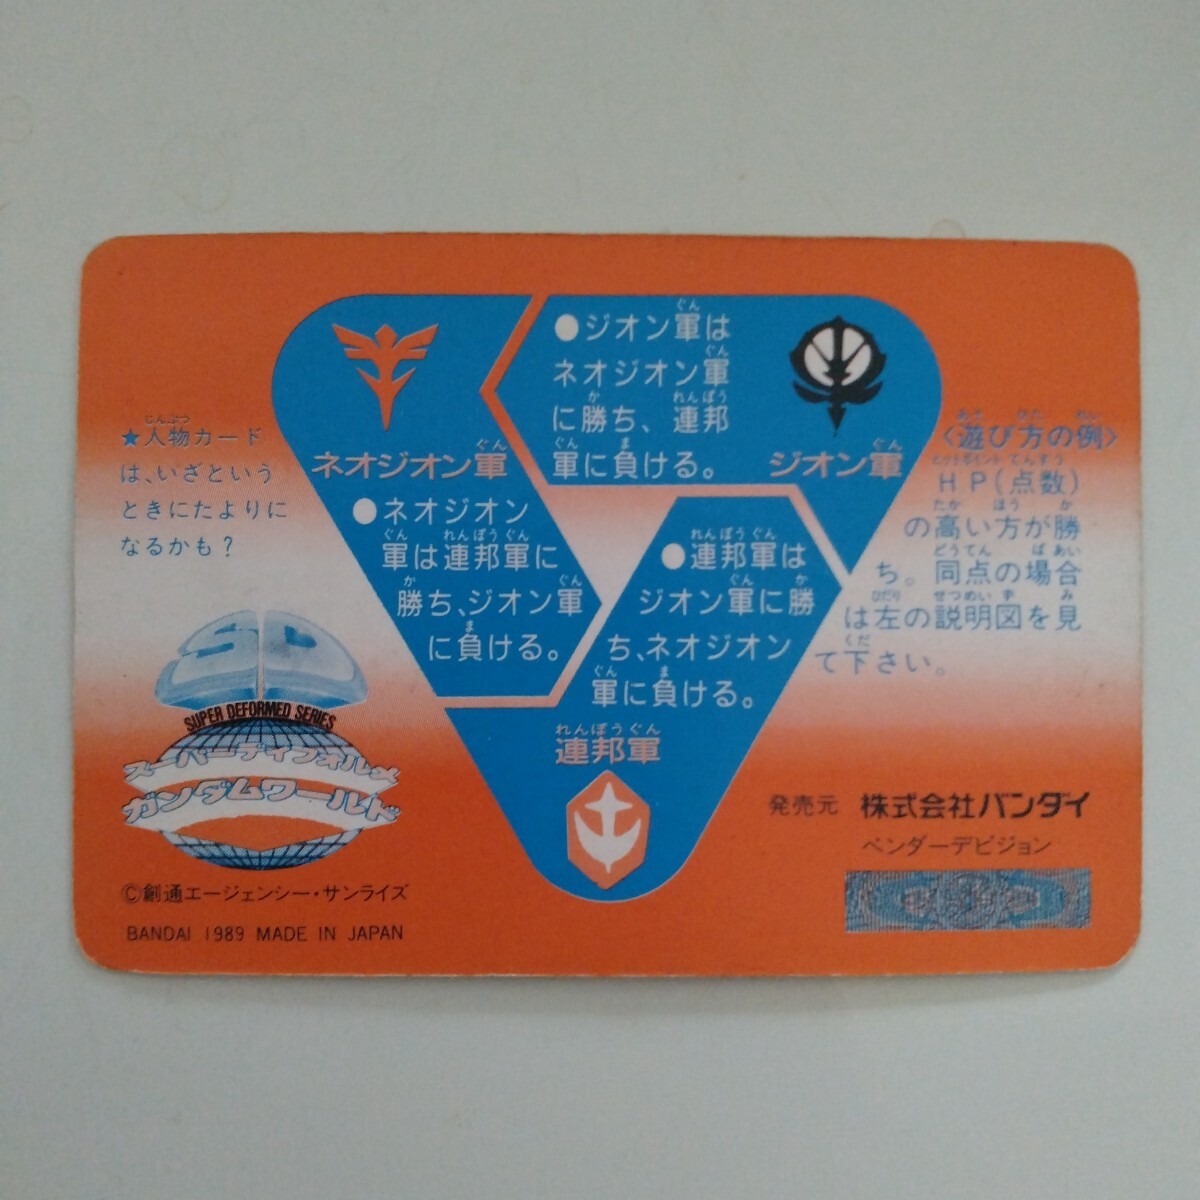 ★人物カード
は、いざという
ときにたよりに
なるかも？
ネオジオン軍
●ジオン軍は
ネオジオン軍
に勝ち、連邦
軍に負ける。
ジオン軍
●ネオジオン
軍は連邦軍に
勝ち、ジオン軍
に負ける。
●連邦軍は
ジオン軍に勝
ち、ネオジオン
軍に負ける。
連邦軍
〈遊び方の例〉
HP(点数)
の高い方が勝
ち。同点の場合
は左の説明図を見
て下さい。
SUPER DEFORMED SERIES
スーパーディフォルメ
ガンダムワールド
©創通エージェンシー・サンライズ
BANDAI 1989 MADE IN JAPAN
発売元 株式会社バンダイ
ベンダーデビジョン